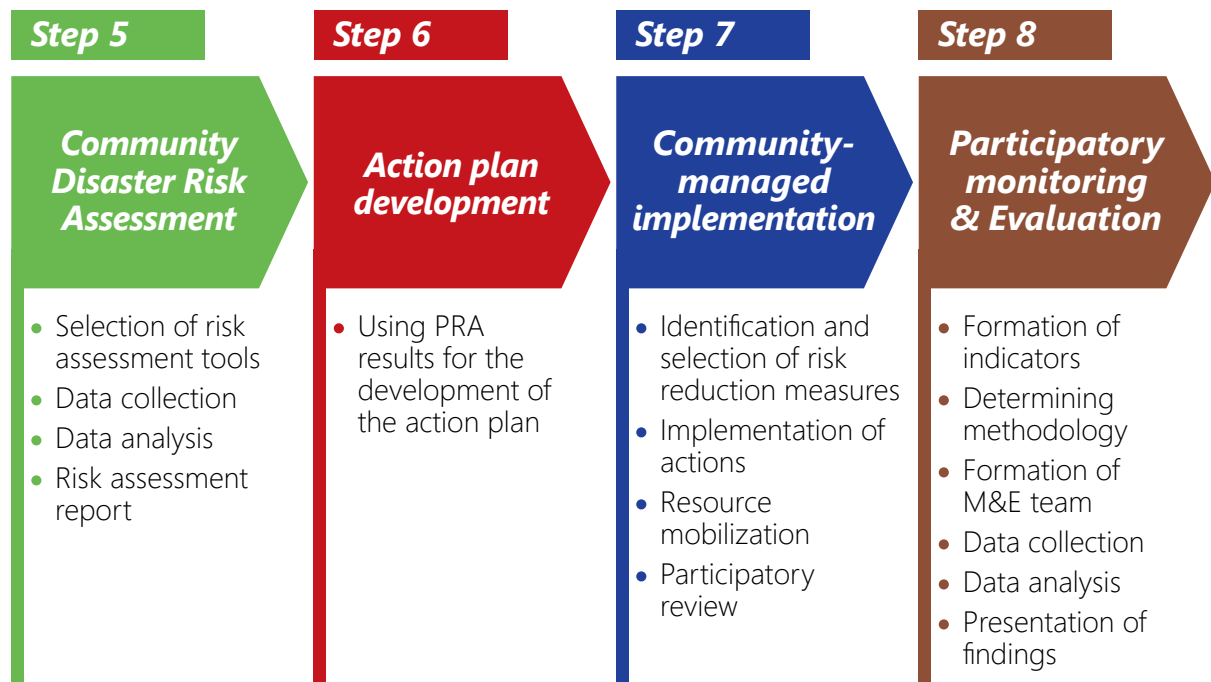 Step 5
Community
Disaster Risk
Assessment
• Selection of risk
assessment tools
• Data collection
• Data analysis
• Risk assessment
report
Step 6
Action plan
development
• Using PRA
results for the
development of
the action plan
Step 7
Community-
managed
implementation
• Identification and
selection of risk
reduction measures
• Implementation of
actions
• Resource
mobilization
• Participatory
review
Step 8
Participatory
monitoring
& Evaluation
• Formation of
indicators
• Determining
methodology
• Formation of
M&E team
• Data collection
• Data analysis
• Presentation of
findings